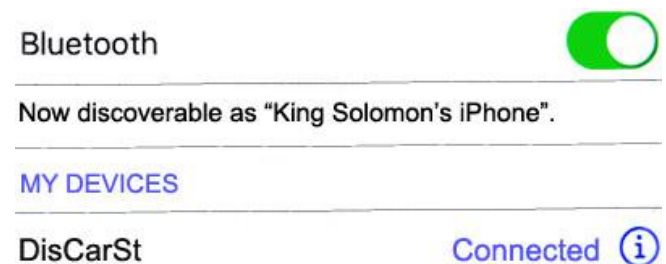 Bluetooth
Now discoverable as “King Solomon’s iPhone”.
MY DEVICES
DisCarSt
Connected